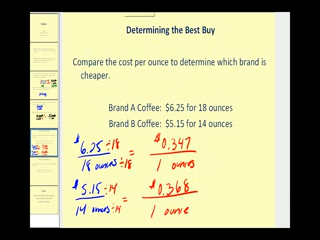 Determining the Best Buy
Compare the cost per ounce to determine which brand is
cheaper.
Brand A Coffee: $6.25 for 18 ounces
Brand B Coffee: $5.15 for 14 ounces
$6.25 ÷18 = $0.347
18 ounces ÷18 1 ounces
$5.15 ÷14 = $0.368
14 ounces ÷14 1 ounce